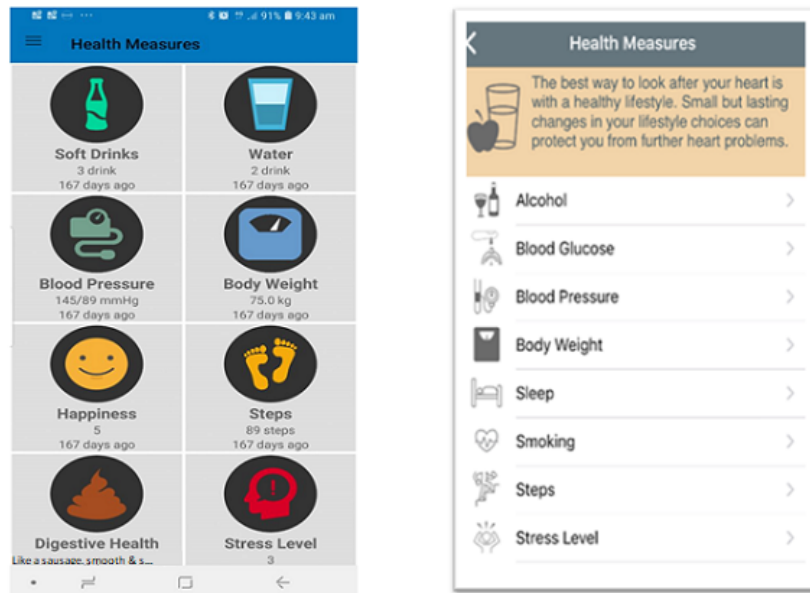 91% 9:43 am
Health Measures
Soft Drinks
3 drink
167 days ago
Water
2 drink
167 days ago
Blood Pressure
145/89 mmHg
167 days ago
Body Weight
75.0 kg
167 days ago
Happiness
5
167 days ago
Steps
89 steps
167 days ago
Digestive Health
Like a sausage, smooth & s...
Stress Level
3
Health Measures
The best way to look after your heart is
with a healthy lifestyle. Small but lasting
changes in your lifestyle choices can
protect you from further heart problems.
Alcohol
Blood Glucose
Blood Pressure
Body Weight
Sleep
Smoking
Steps
Stress Level